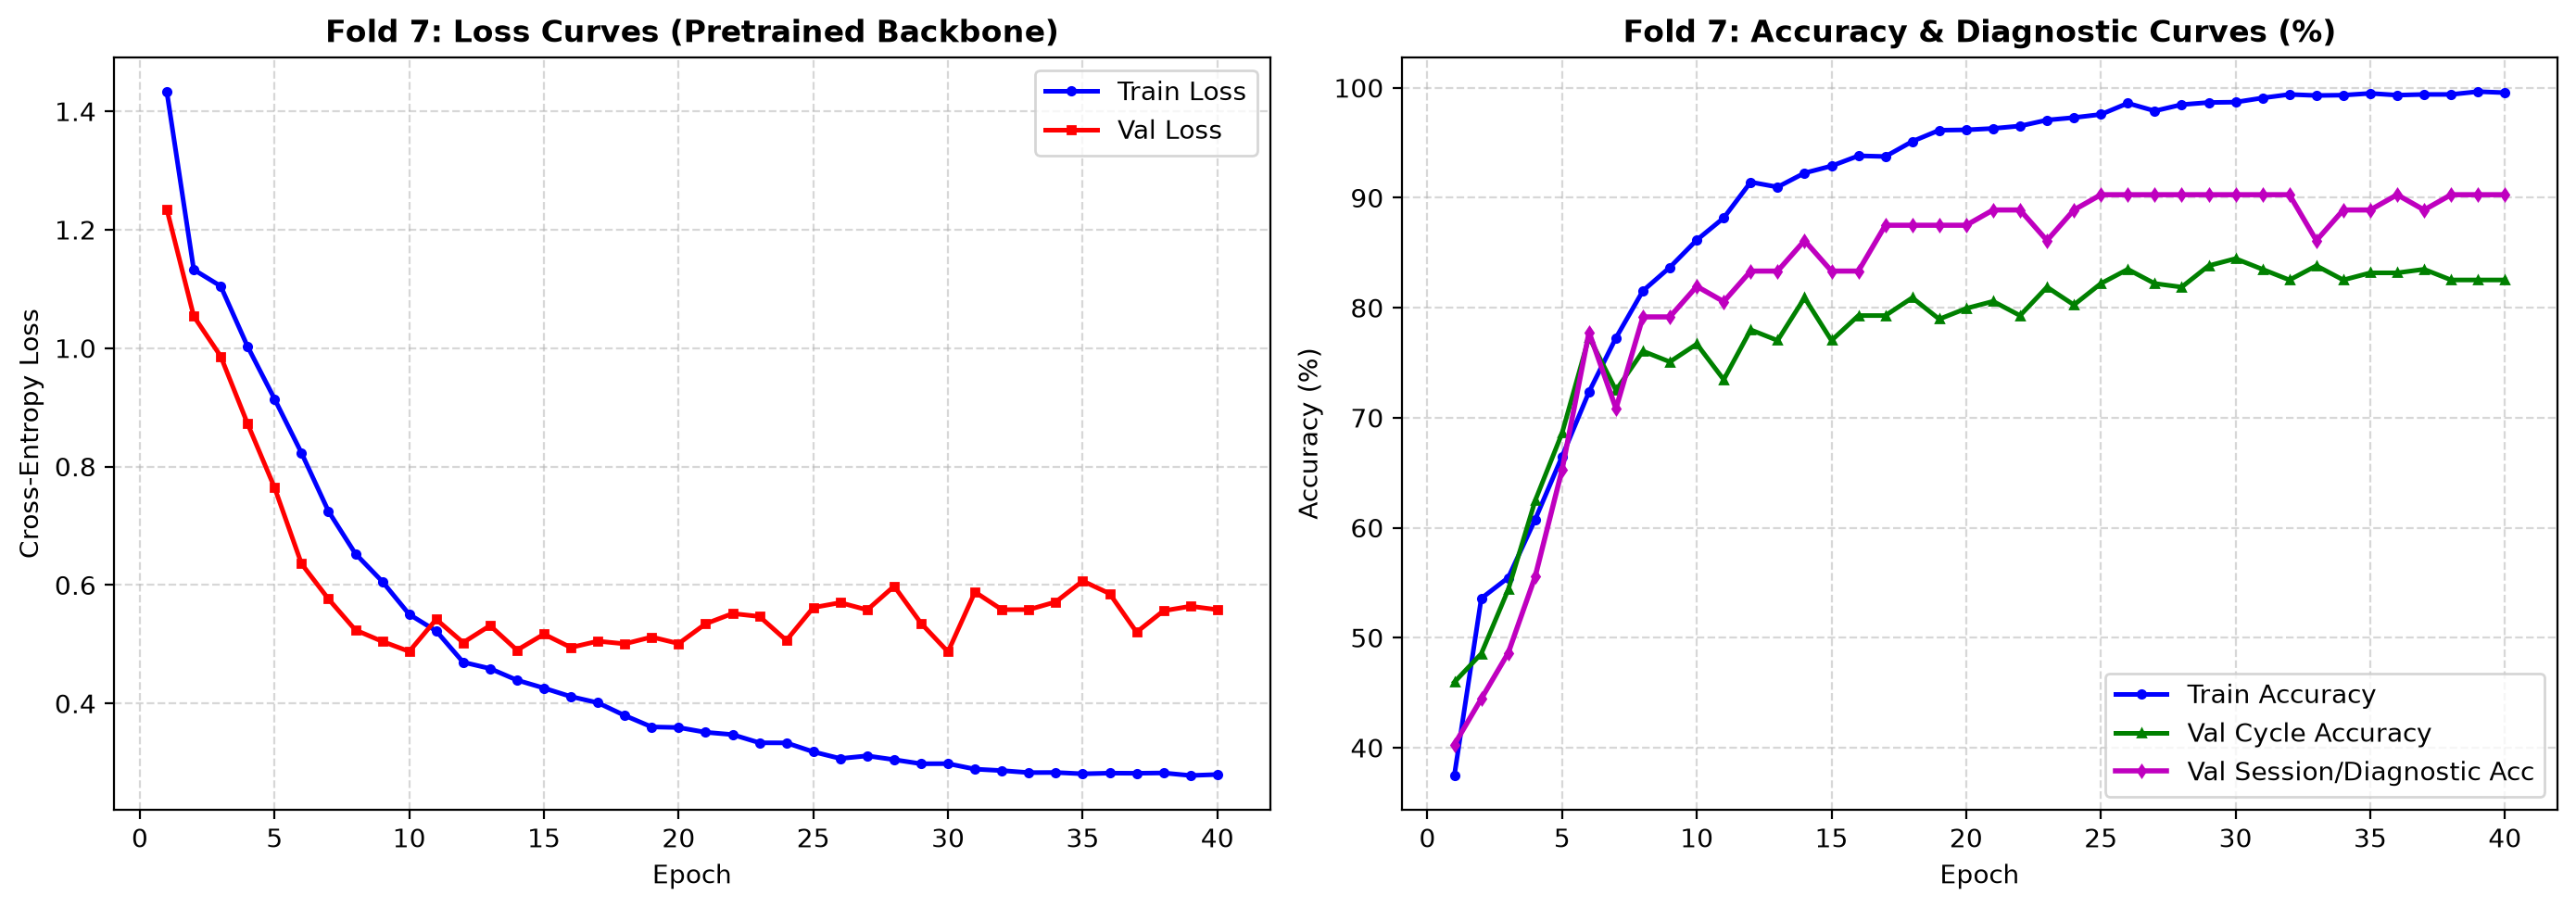 Fold 7: Loss Curves (Pretrained Backbone)
Train Loss
Val Loss
1.4
1.2
1.0
0.8
0.6
0.4
Cross-Entropy Loss
0 5 10 15 20 25 30 35 40
Epoch
Fold 7: Accuracy & Diagnostic Curves (%)
100
90
80
70
60
50
40
Accuracy (%)
Train Accuracy
Val Cycle Accuracy
Val Session/Diagnostic Acc
0 5 10 15 20 25 30 35 40
Epoch